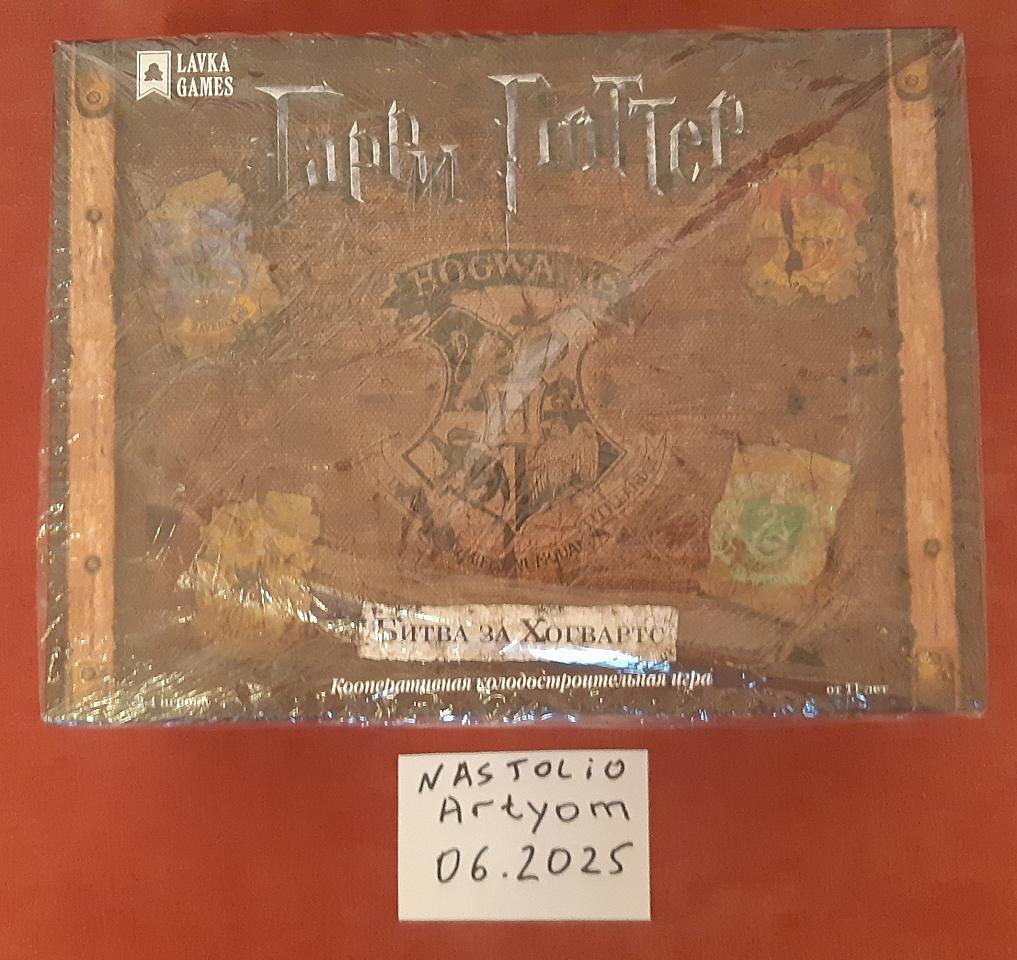 LAVKA
GAMES
Гарри Поттер
HOGWARTS
Битва за Хогвартс
Кооперативная колодостроительная игра
от 11 лет
NASTOLIO
Artyom
06.2025